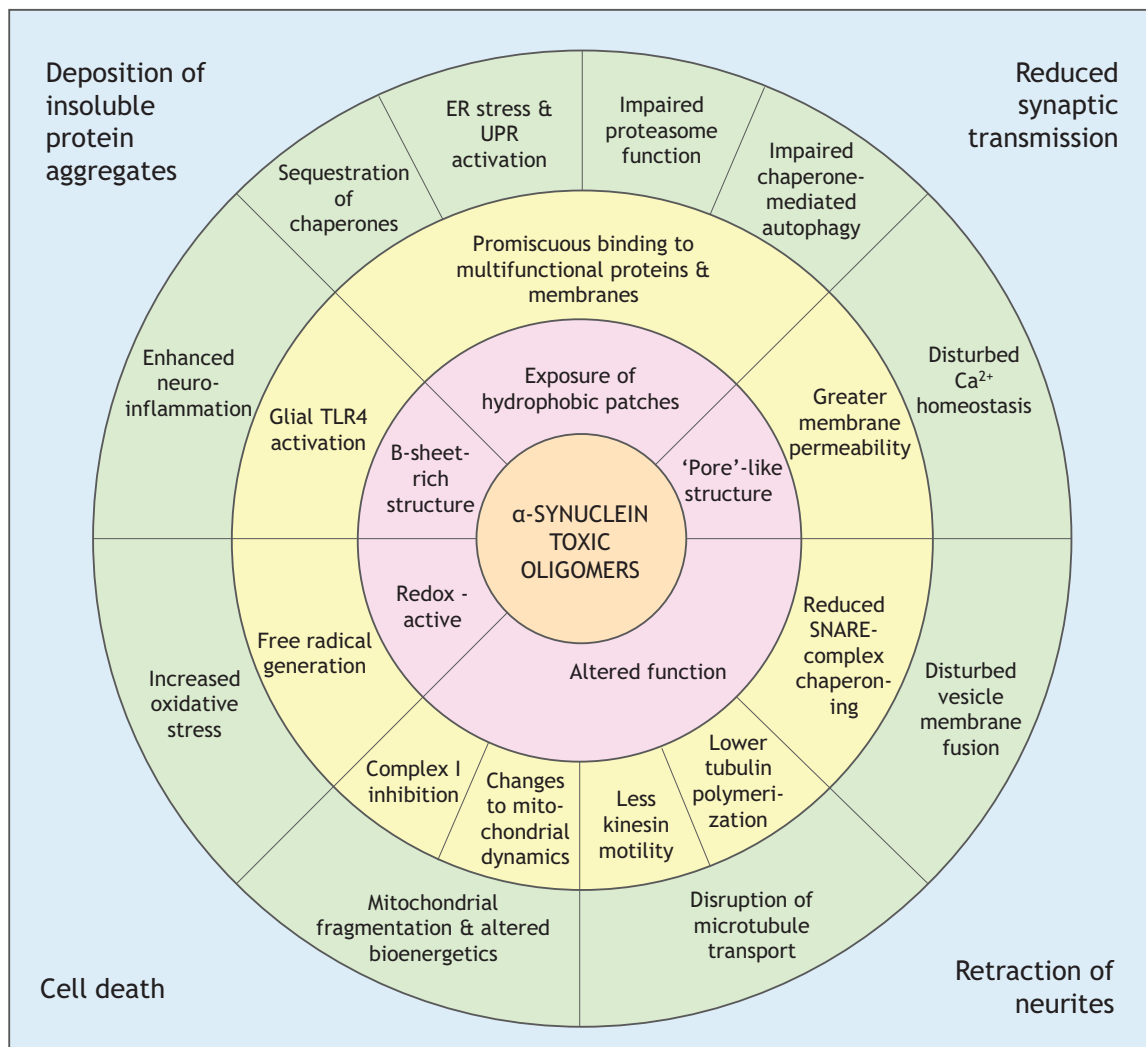 Deposition of
insoluble
protein
aggregates
Reduced
synaptic
transmission
ER stress &
UPR
activation
Impaired
proteasome
function
Sequestration
of
chaperones
Impaired
chaperone-
mediated
autophagy
Promiscuous binding to
multifunctional proteins &
membranes
Enhanced
neuro-
inflammation
Glial TLR4
activation
Exposure of
hydrophobic patches
Greater
membrane
permeability
Disturbed
Ca²⁺
homeostasis
B-sheet-
rich
structure
‘Pore’-like
structure
α-SYNUCLEIN
TOXIC
OLIGOMERS
Redox -
active
Altered function
Free radical
generation
Reduced
SNARE-
complex
chaperon-
ing
Increased
oxidative
stress
Disturbed
vesicle
membrane
fusion
Complex I
inhibition
Changes
to mito-
chondrial
dynamics
Less
kinesin
motility
Lower
tubulin
polymeri-
zation
Mitochondrial
fragmentation & altered
bioenergetics
Disruption of
microtubule
transport
Cell death
Retraction of
neurites